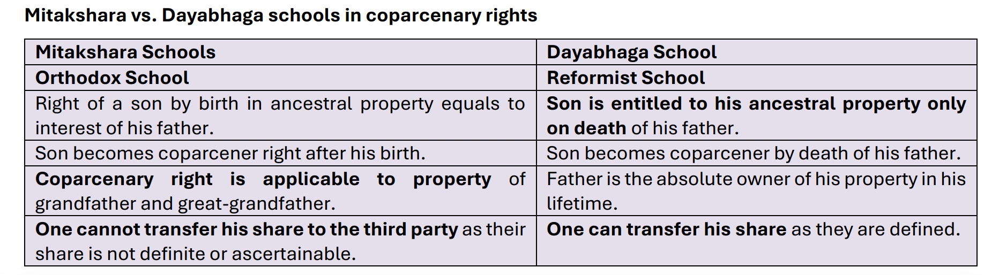 Mitakshara vs. Dayabhaga schools in coparcenary rights
Mitakshara Schools
Dayabhaga School
Orthodox School
Reformist School
Right of a son by birth in ancestral property equals to
interest of his father.
Son is entitled to his ancestral property only
on death of his father.
Son becomes coparcener right after his birth.
Son becomes coparcener by death of his father.
Coparcenary right is applicable to property of
grandfather and great-grandfather.
Father is the absolute owner of his property in his
lifetime.
One cannot transfer his share to the third party as their
share is not definite or ascertainable.
One can transfer his share as they are defined.